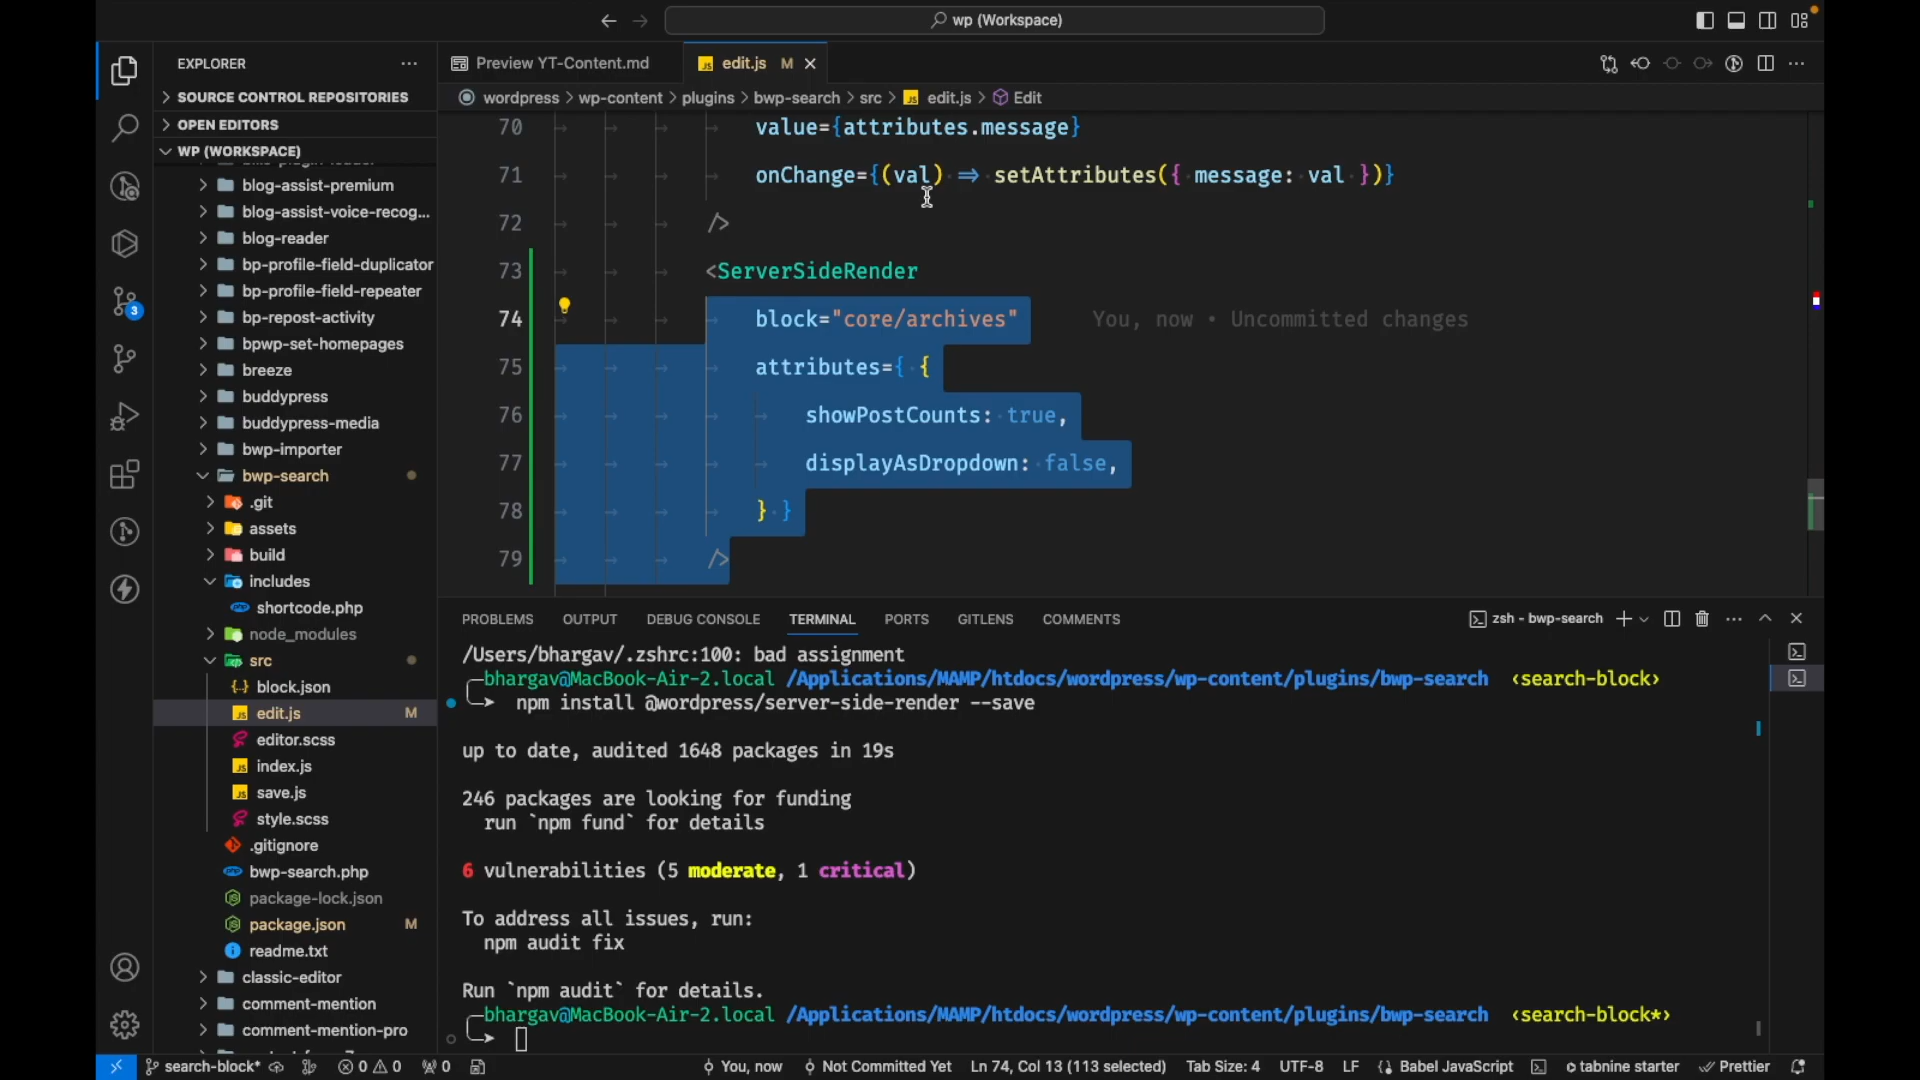 wp (Workspace)
EXPLORER
SOURCE CONTROL REPOSITORIES
OPEN EDITORS
WP (WORKSPACE)
blog-assist-premium
blog-assist-voice-recog...
blog-reader
bp-profile-field-duplicator
bp-profile-field-repeater
bp-repost-activity
bpwp-set-homepages
breeze
buddypress
buddypress-media
bwp-importer
bwp-search
.git
assets
build
includes
shortcode.php
node_modules
src
block.json
edit.js M
editor.scss
index.js
save.js
style.scss
.gitignore
bwp-search.php
package-lock.json
package.json M
readme.txt
classic-editor
comment-mention
comment-mention-pro
3
Preview YT-Content.md
edit.js M
wordpress > wp-content > plugins > bwp-search > src > edit.js > Edit
70 value={attributes.message}
71 onChange={(val) => setAttributes({ message: val })}
72 />
73 <ServerSideRender
74 block="core/archives" You, now • Uncommitted changes
75 attributes={ {
76 showPostCounts: true,
77 displayAsDropdown: false,
78 } }
79 />
PROBLEMS OUTPUT DEBUG CONSOLE TERMINAL PORTS GITLENS COMMENTS
zsh - bwp-search
/Users/bhargav/.zshrc:100: bad assignment
bhargav@MacBook-Air-2.local /Applications/MAMP/htdocs/wordpress/wp-content/plugins/bwp-search ‹search-block›
npm install @wordpress/server-side-render --save
up to date, audited 1648 packages in 19s
246 packages are looking for funding
run `npm fund` for details
6 vulnerabilities (5 moderate, 1 critical)
To address all issues, run:
npm audit fix
Run `npm audit` for details.
bhargav@MacBook-Air-2.local /Applications/MAMP/htdocs/wordpress/wp-content/plugins/bwp-search ‹search-block*›
search-block* 0 0 0 You, now Not Committed Yet Ln 74, Col 13 (113 selected) Tab Size: 4 UTF-8 LF Babel JavaScript tabnine starter Prettier